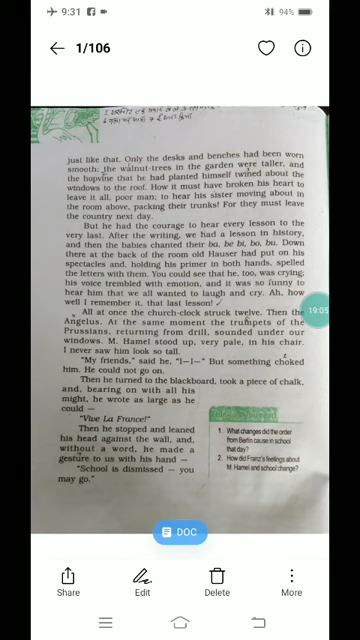 9:31
94%
1/106
just like that. Only the desks and benches had been worn
smooth; the walnut-trees in the garden were taller, and
the hopvine that he had planted himself twined about the
windows to the roof. How it must have broken his heart to
leave it all, poor man; to hear his sister moving about in
the room above, packing their trunks! For they must leave
the country next day.
But he had the courage to hear every lesson to the
very last. After the writing, we had a lesson in history,
and then the babies chanted their ba, be bi, bo, bu. Down
there at the back of the room old Hauser had put on his
spectacles and, holding his primer in both hands, spelled
the letters with them. You could see that he, too, was crying;
his voice trembled with emotion, and it was so funny to
hear him that we all wanted to laugh and cry. Ah, how
well I remember it, that last lesson!
All at once the church-clock struck twelve. Then the
Angelus. At the same moment the trumpets of the
Prussians, returning from drill, sounded under our
windows. M. Hamel stood up, very pale, in his chair.
I never saw him look so tall.
"My friends," said he, "I—I—" But something choked
him. He could not go on.
Then he turned to the blackboard, took a piece of chalk,
and, bearing on with all his
might, he wrote as large as he
could —
"Vive La France!"
Then he stopped and leaned
his head against the wall, and,
without a word, he made a
gesture to us with his hand —
"School is dismissed — you
may go."
1. What changes did the order
from Berlin cause in school
that day?
2. How did Franz's feelings about
M. Hamel and school change?
19:05
DOC
Share
Edit
Delete
More